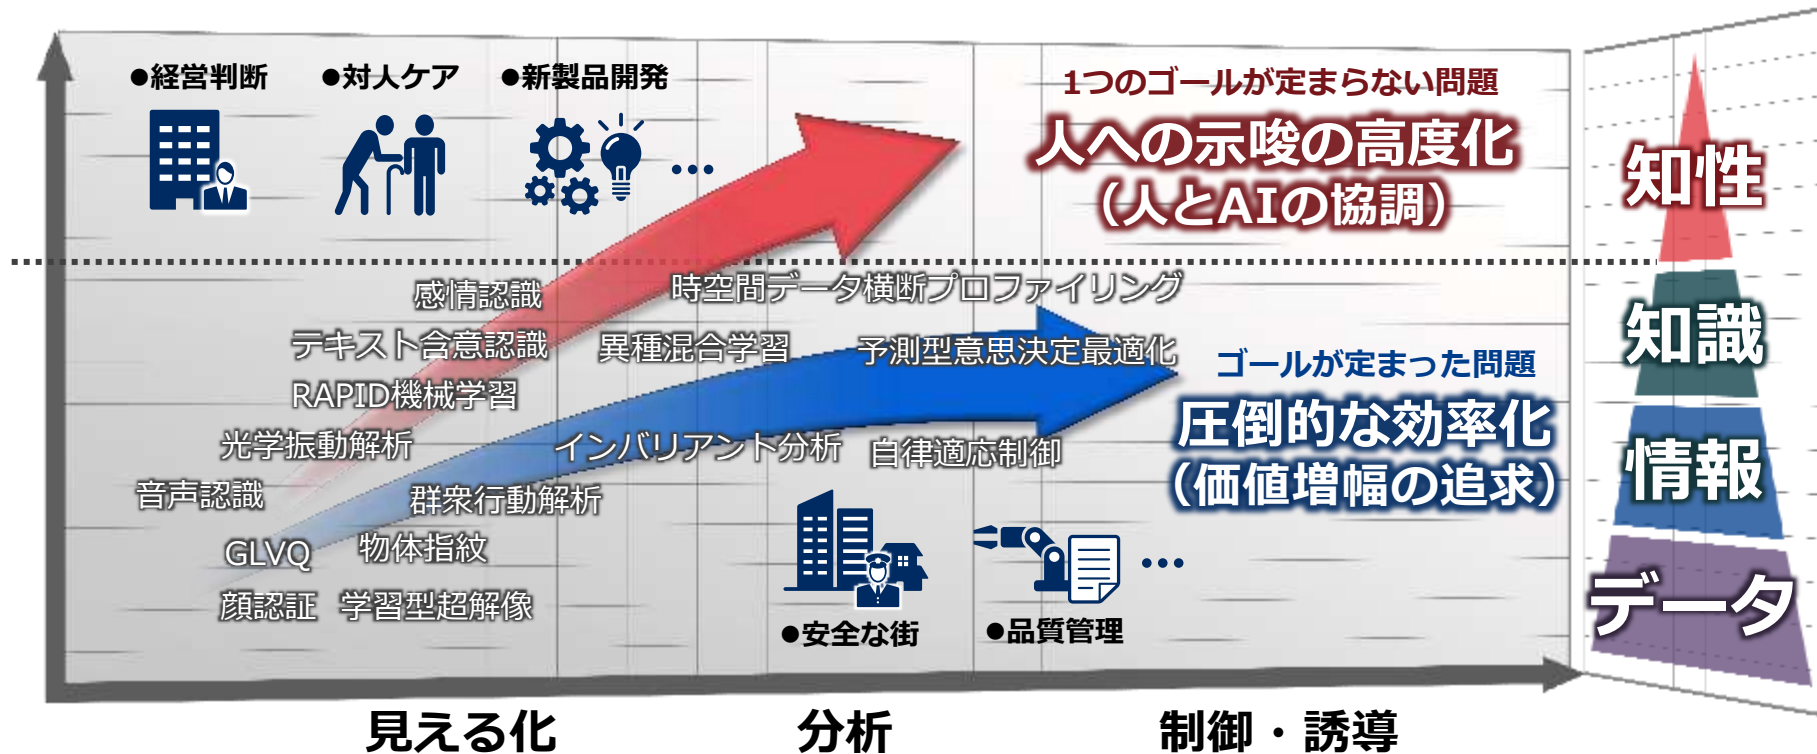 ●経営判断
●対人ケア
●新製品開発
…
1つのゴールが定まらない問題
人への示唆の高度化
（人とAIの協調）
感情認識
時空間データ横断プロファイリング
テキスト含意認識
異種混合学習
予測型意思決定最適化
RAPID機械学習
ゴールが定まった問題
圧倒的な効率化
（価値増幅の追求）
光学振動解析
インバリアント分析
自律適応制御
音声認識
群衆行動解析
GLVQ
物体指紋
…
顔認証
学習型超解像
●安全な街
●品質管理
見える化
分析
制御・誘導
知性
知識
情報
データ